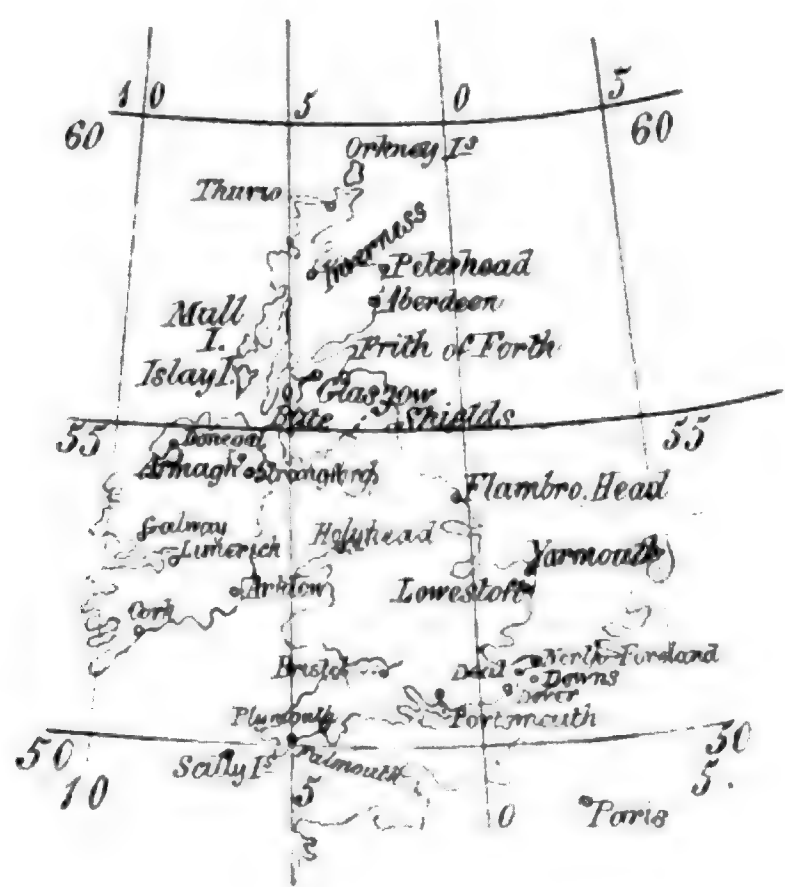 10 5 0 5
60 60
Orkney Is
Thurso
Inverness
Peterhead
Aberdeen
Mull
I.
Frith of Forth
Islay I.
Glasgow
Bute Shields
55 55
Donegal
Armagh
Flambro. Head
Galway
Holyhead
Limerich
Yarmouth
Arklow
Lowestoft
Cork
North Foreland
Bristol Deal
Downs
Dover
Plymouth Portsmouth
50 50
Scilly Is Falmouth
10 5 0 5.
Paris